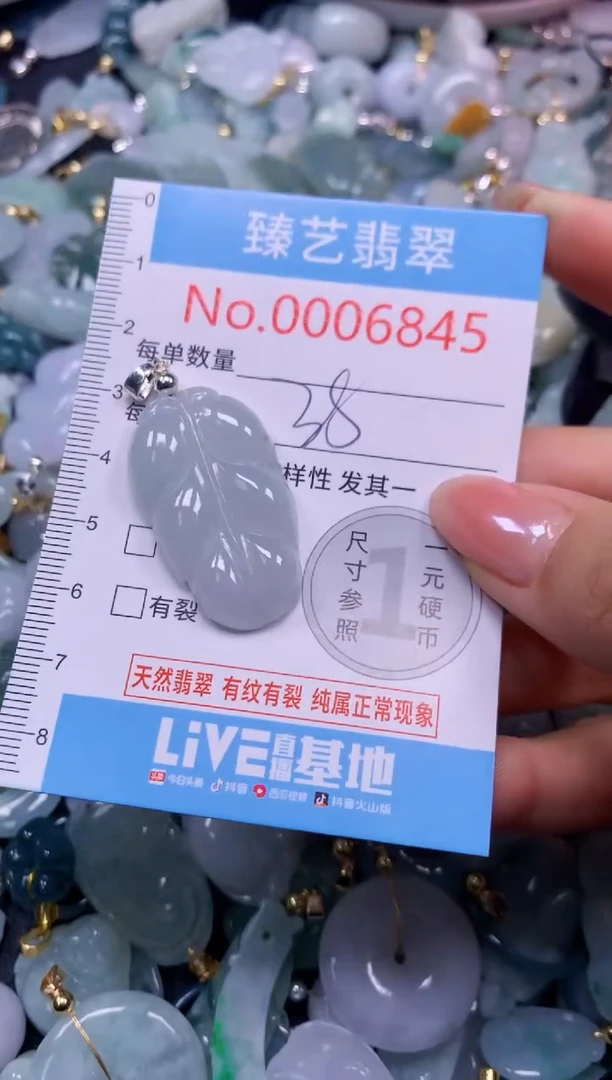 臻艺翡翠
No.0006845
每单数量
38
样性 发其一
有裂
尺寸参照
一元硬币
1
天然翡翠 有纹有裂 纯属正常现象
LiVE直播基地
今日头条 抖音 西瓜视频 抖音火山版
0
1
2
3
4
5
6
7
8